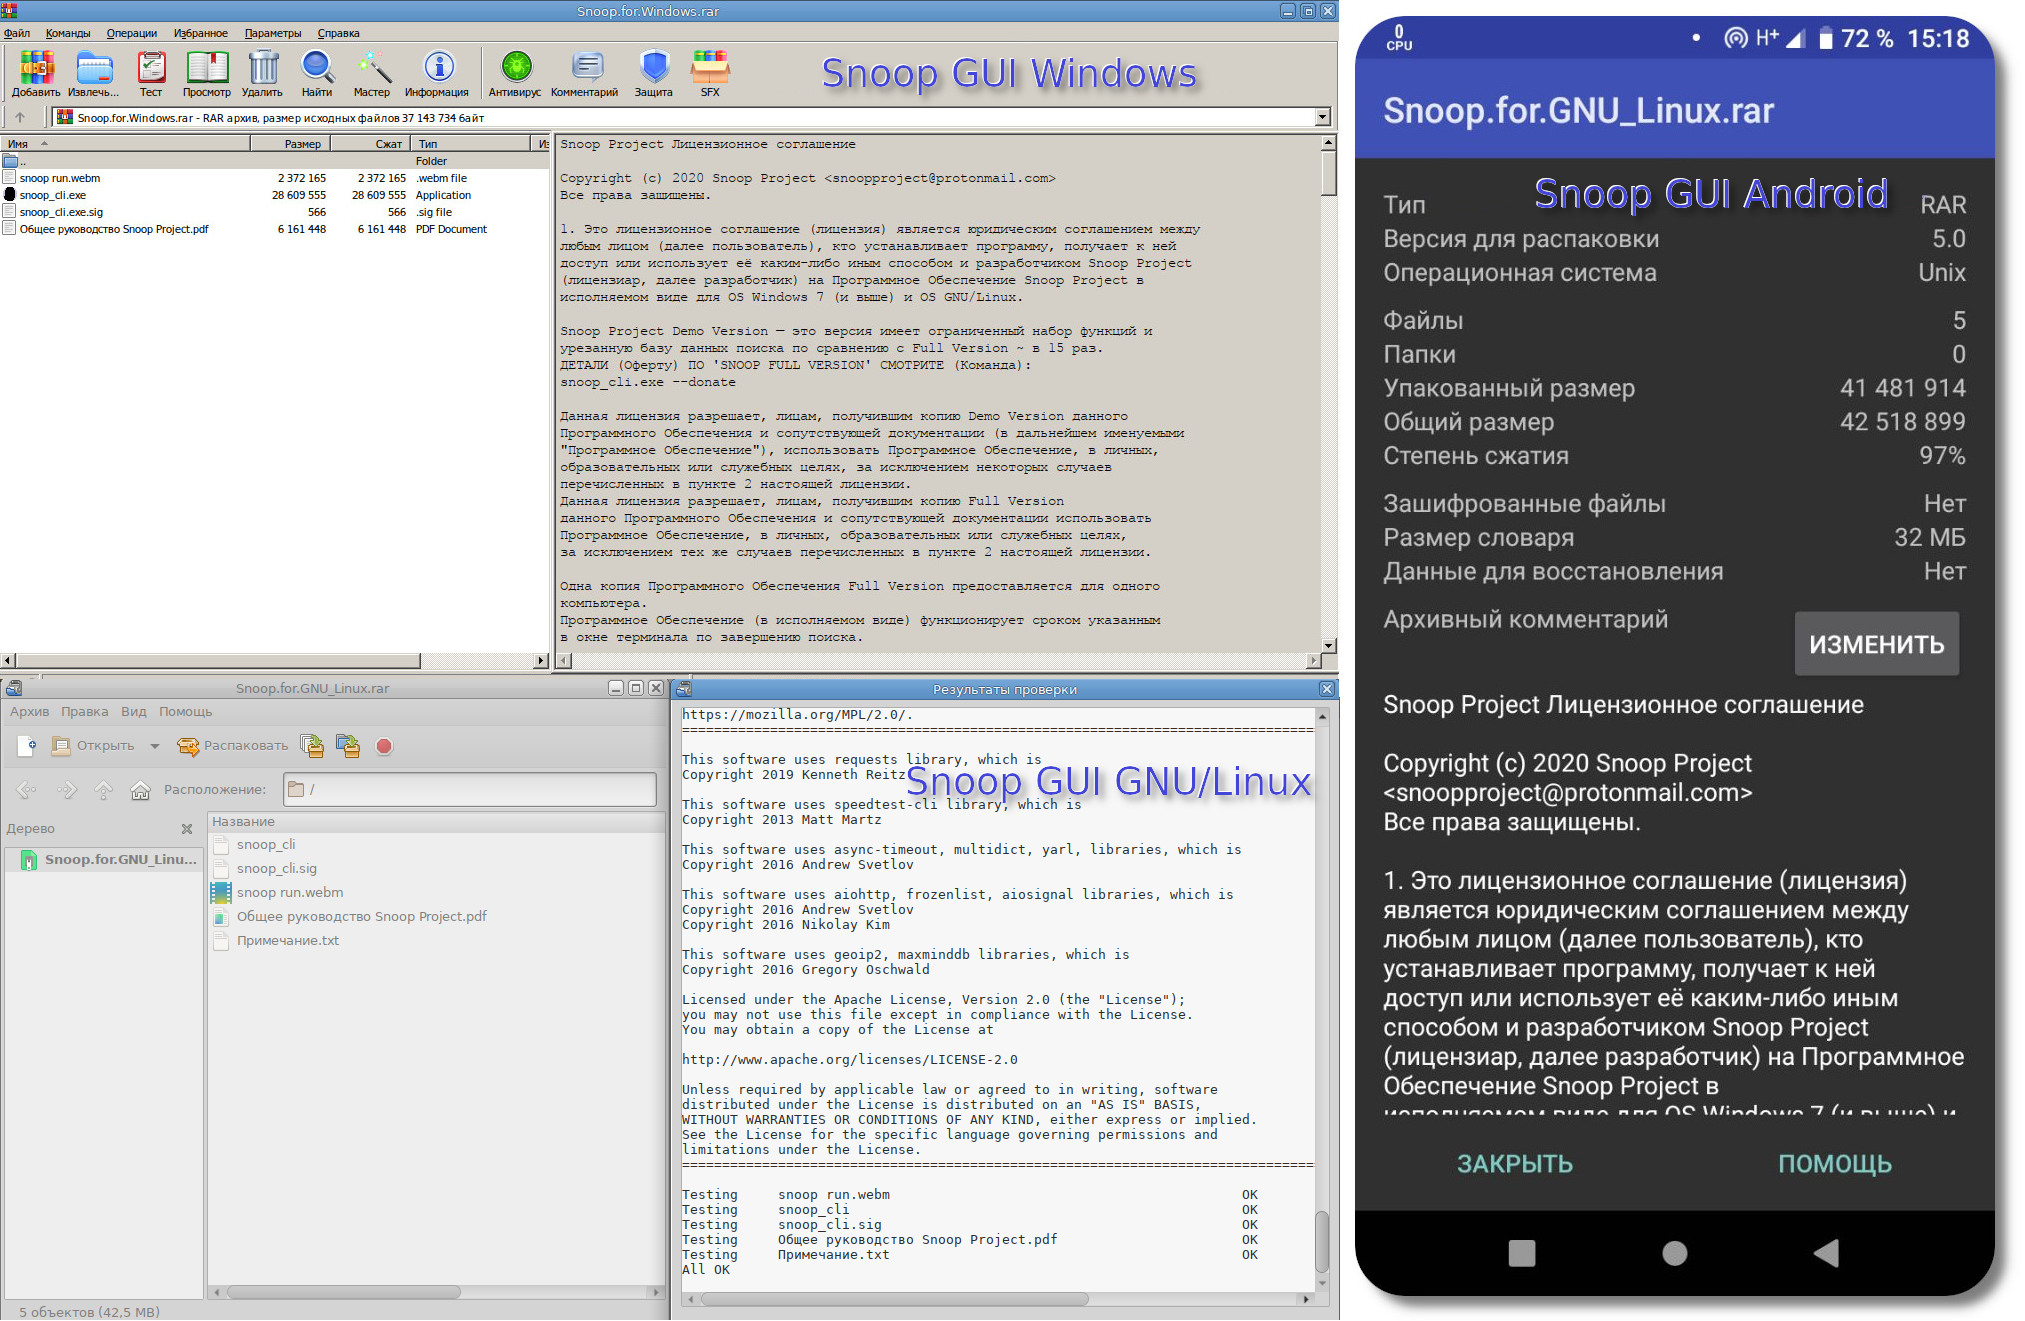 Snoop.for.Windows.rar
Файл Команды Операции Избранное Параметры Справка
Добавить Извлечь... Тест Просмотр Удалить Найти Мастер Информация Антивирус Комментарий Защита SFX
Snoop GUI Windows
Snoop.for.Windows.rar - RAR архив, размер исходных файлов 37 143 734 байт
Имя Размер Сжат Тип Из
.. Folder
snoop run.webm 2 372 165 2 372 165 .webm file
snoop_cli.exe 28 609 555 28 609 555 Application
snoop_cli.exe.sig 566 566 .sig file
Общее руководство Snoop Project.pdf 6 161 448 6 161 448 PDF Document
Snoop Project Лицензионное соглашение
Copyright (c) 2020 Snoop Project <snoopproject@protonmail.com>
Все права защищены.
1. Это лицензионное соглашение (лицензия) является юридическим соглашением между
любым лицом (далее пользователь), кто устанавливает программу, получает к ней
доступ или использует её каким-либо иным способом и разработчиком Snoop Project
(лицензиар, далее разработчик) на Программное Обеспечение Snoop Project в
исполняемом виде для OS Windows 7 (и выше) и OS GNU/Linux.
Snoop Project Demo Version — это версия имеет ограниченный набор функций и
урезанную базу данных поиска по сравнению с Full Version ~ в 15 раз.
ДЕТАЛИ (Оферту) ПО 'SNOOP FULL VERSION' СМОТРИТЕ (Команда):
snoop_cli.exe --donate
Данная лицензия разрешает, лицам, получившим копию Demo Version данного
Программного Обеспечения и сопутствующей документации (в дальнейшем именуемыми
"Программное Обеспечение"), использовать Программное Обеспечение, в личных,
образовательных или служебных целях, за исключением некоторых случаев
перечисленных в пункте 2 настоящей лицензии.
Данная лицензия разрешает, лицам, получившим копию Full Version
данного Программного Обеспечения и сопутствующей документации использовать
Программное Обеспечение, в личных, образовательных или служебных целях,
за исключением тех же случаев перечисленных в пункте 2 настоящей лицензии.
Одна копия Программного Обеспечения Full Version предоставляется для одного
компьютера.
Программное Обеспечение (в исполняемом виде) функционирует сроком указанным
в окне терминала по завершению поиска.
Snoop.for.GNU_Linux.rar
Архив Правка Вид Помощь
Открыть Распаковать
Расположение: /
Дерево
Snoop.for.GNU_Linu...
Название
snoop_cli
snoop_cli.sig
snoop run.webm
Общее руководство Snoop Project.pdf
Примечание.txt
5 объектов (42,5 MB)
Результаты проверки
https://mozilla.org/MPL/2.0/.
================================================================================
This software uses requests library, which is
Copyright 2019 Kenneth Reitz
Snoop GUI GNU/Linux
This software uses speedtest-cli library, which is
Copyright 2013 Matt Martz
This software uses async-timeout, multidict, yarl, libraries, which is
Copyright 2016 Andrew Svetlov
This software uses aiohttp, frozenlist, aiosignal libraries, which is
Copyright 2016 Andrew Svetlov
Copyright 2016 Nikolay Kim
This software uses geoip2, maxminddb libraries, which is
Copyright 2016 Gregory Oschwald
Licensed under the Apache License, Version 2.0 (the "License");
you may not use this file except in compliance with the License.
You may obtain a copy of the License at
http://www.apache.org/licenses/LICENSE-2.0
Unless required by applicable law or agreed to in writing, software
distributed under the License is distributed on an "AS IS" BASIS,
WITHOUT WARRANTIES OR CONDITIONS OF ANY KIND, either express or implied.
See the License for the specific language governing permissions and
limitations under the License.
================================================================================
Testing snoop run.webm OK
Testing snoop_cli OK
Testing snoop_cli.sig OK
Testing Общее руководство Snoop Project.pdf OK
Testing Примечание.txt OK
All OK
0 CPU H+ 72 % 15:18
Snoop.for.GNU_Linux.rar
Snoop GUI Android
Тип RAR
Версия для распаковки 5.0
Операционная система Unix
Файлы 5
Папки 0
Упакованный размер 41 481 914
Общий размер 42 518 899
Степень сжатия 97%
Зашифрованные файлы Нет
Размер словаря 32 МБ
Данные для восстановления Нет
Архивный комментарий
ИЗМЕНИТЬ
Snoop Project Лицензионное соглашение
Copyright (c) 2020 Snoop Project
<snoopproject@protonmail.com>
Все права защищены.
1. Это лицензионное соглашение (лицензия)
является юридическим соглашением между
любым лицом (далее пользователь), кто
устанавливает программу, получает к ней
доступ или использует её каким-либо иным
способом и разработчиком Snoop Project
(лицензиар, далее разработчик) на Программное
Обеспечение Snoop Project в
исполняемом виде для OS Windows 7 (и выше) и
ЗАКРЫТЬ ПОМОЩЬ